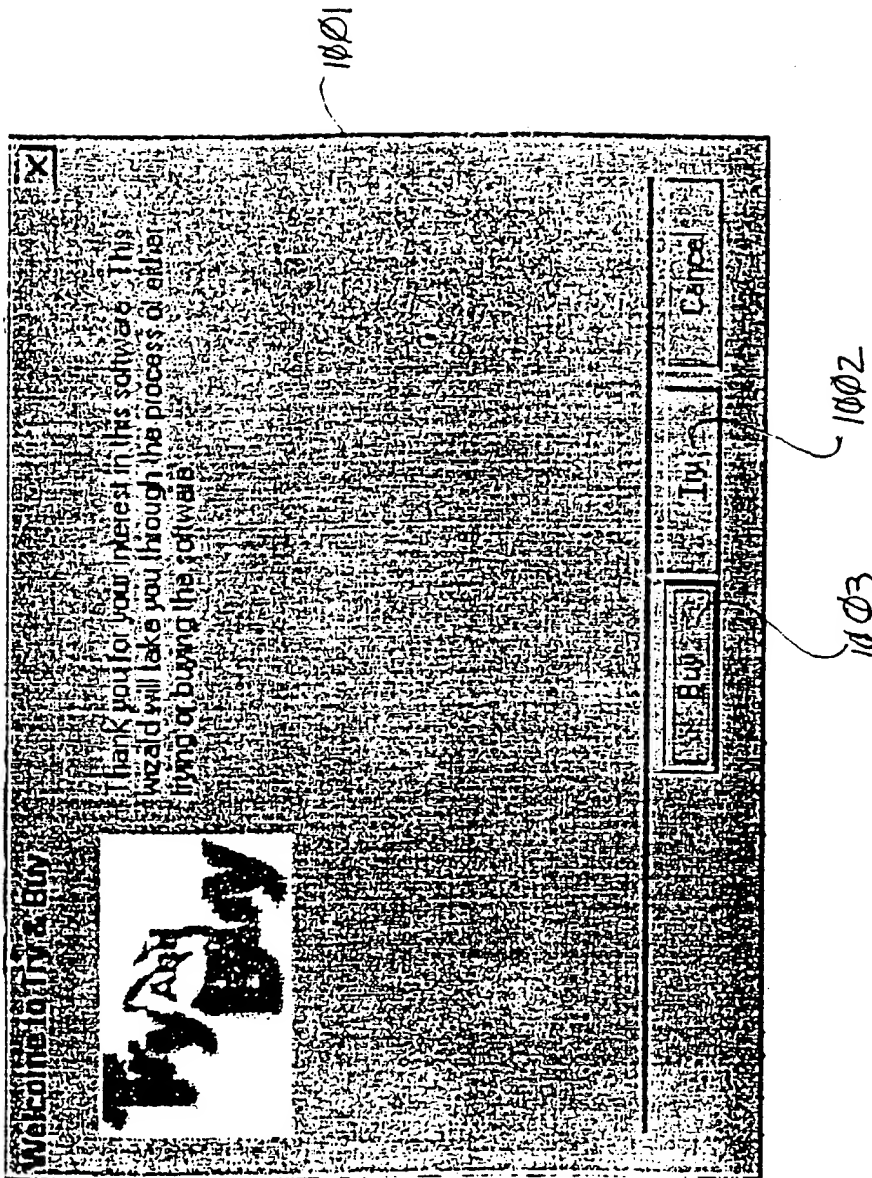 Welcome to Try & Buy
X
Try And Buy
Thank you for your interest in this software. This
wizard will take you through the process of either
trying or buying the software
Buy
Try
Cancel
1001
1002
1003